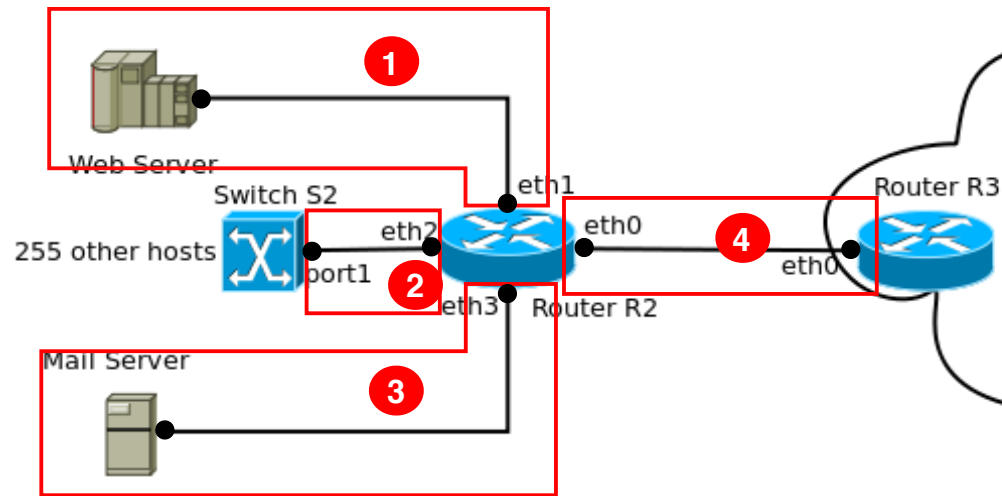 1
Web Server
eth1
Switch S2
Router R3
eth2
eth0
4
255 other hosts
port1
2
eth0
eth3
Router R2
Mail Server
3